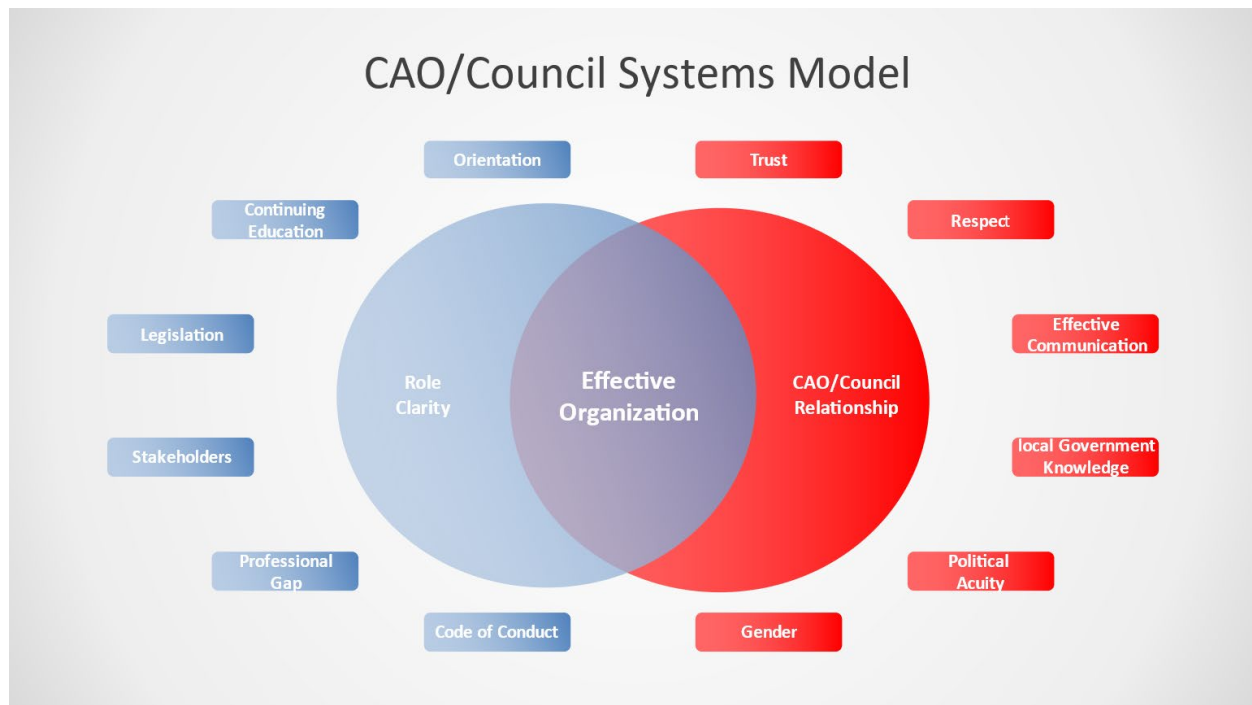 CAO/Council Systems Model
Orientation
Trust
Continuing
Education
Respect
Legislation
Effective
Communication
Role
Clarity
Effective
Organization
CAO/Council
Relationship
Stakeholders
local Government
Knowledge
Professional
Gap
Political
Acuity
Code of Conduct
Gender